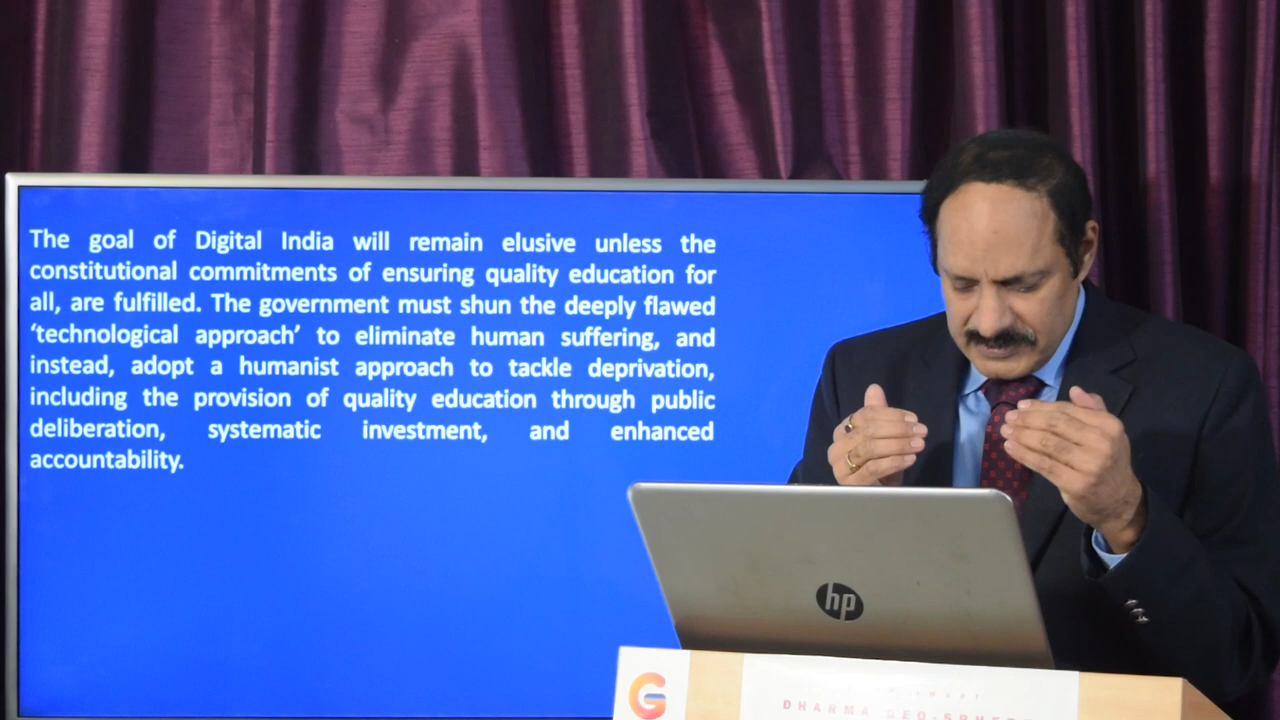 The goal of Digital India will remain elusive unless the
constitutional commitments of ensuring quality education for
all, are fulfilled. The government must shun the deeply flawed
‘technological approach’ to eliminate human suffering, and
instead, adopt a humanist approach to tackle deprivation,
including the provision of quality education through public
deliberation, systematic investment, and enhanced
accountability.
hp
G
DHARMA